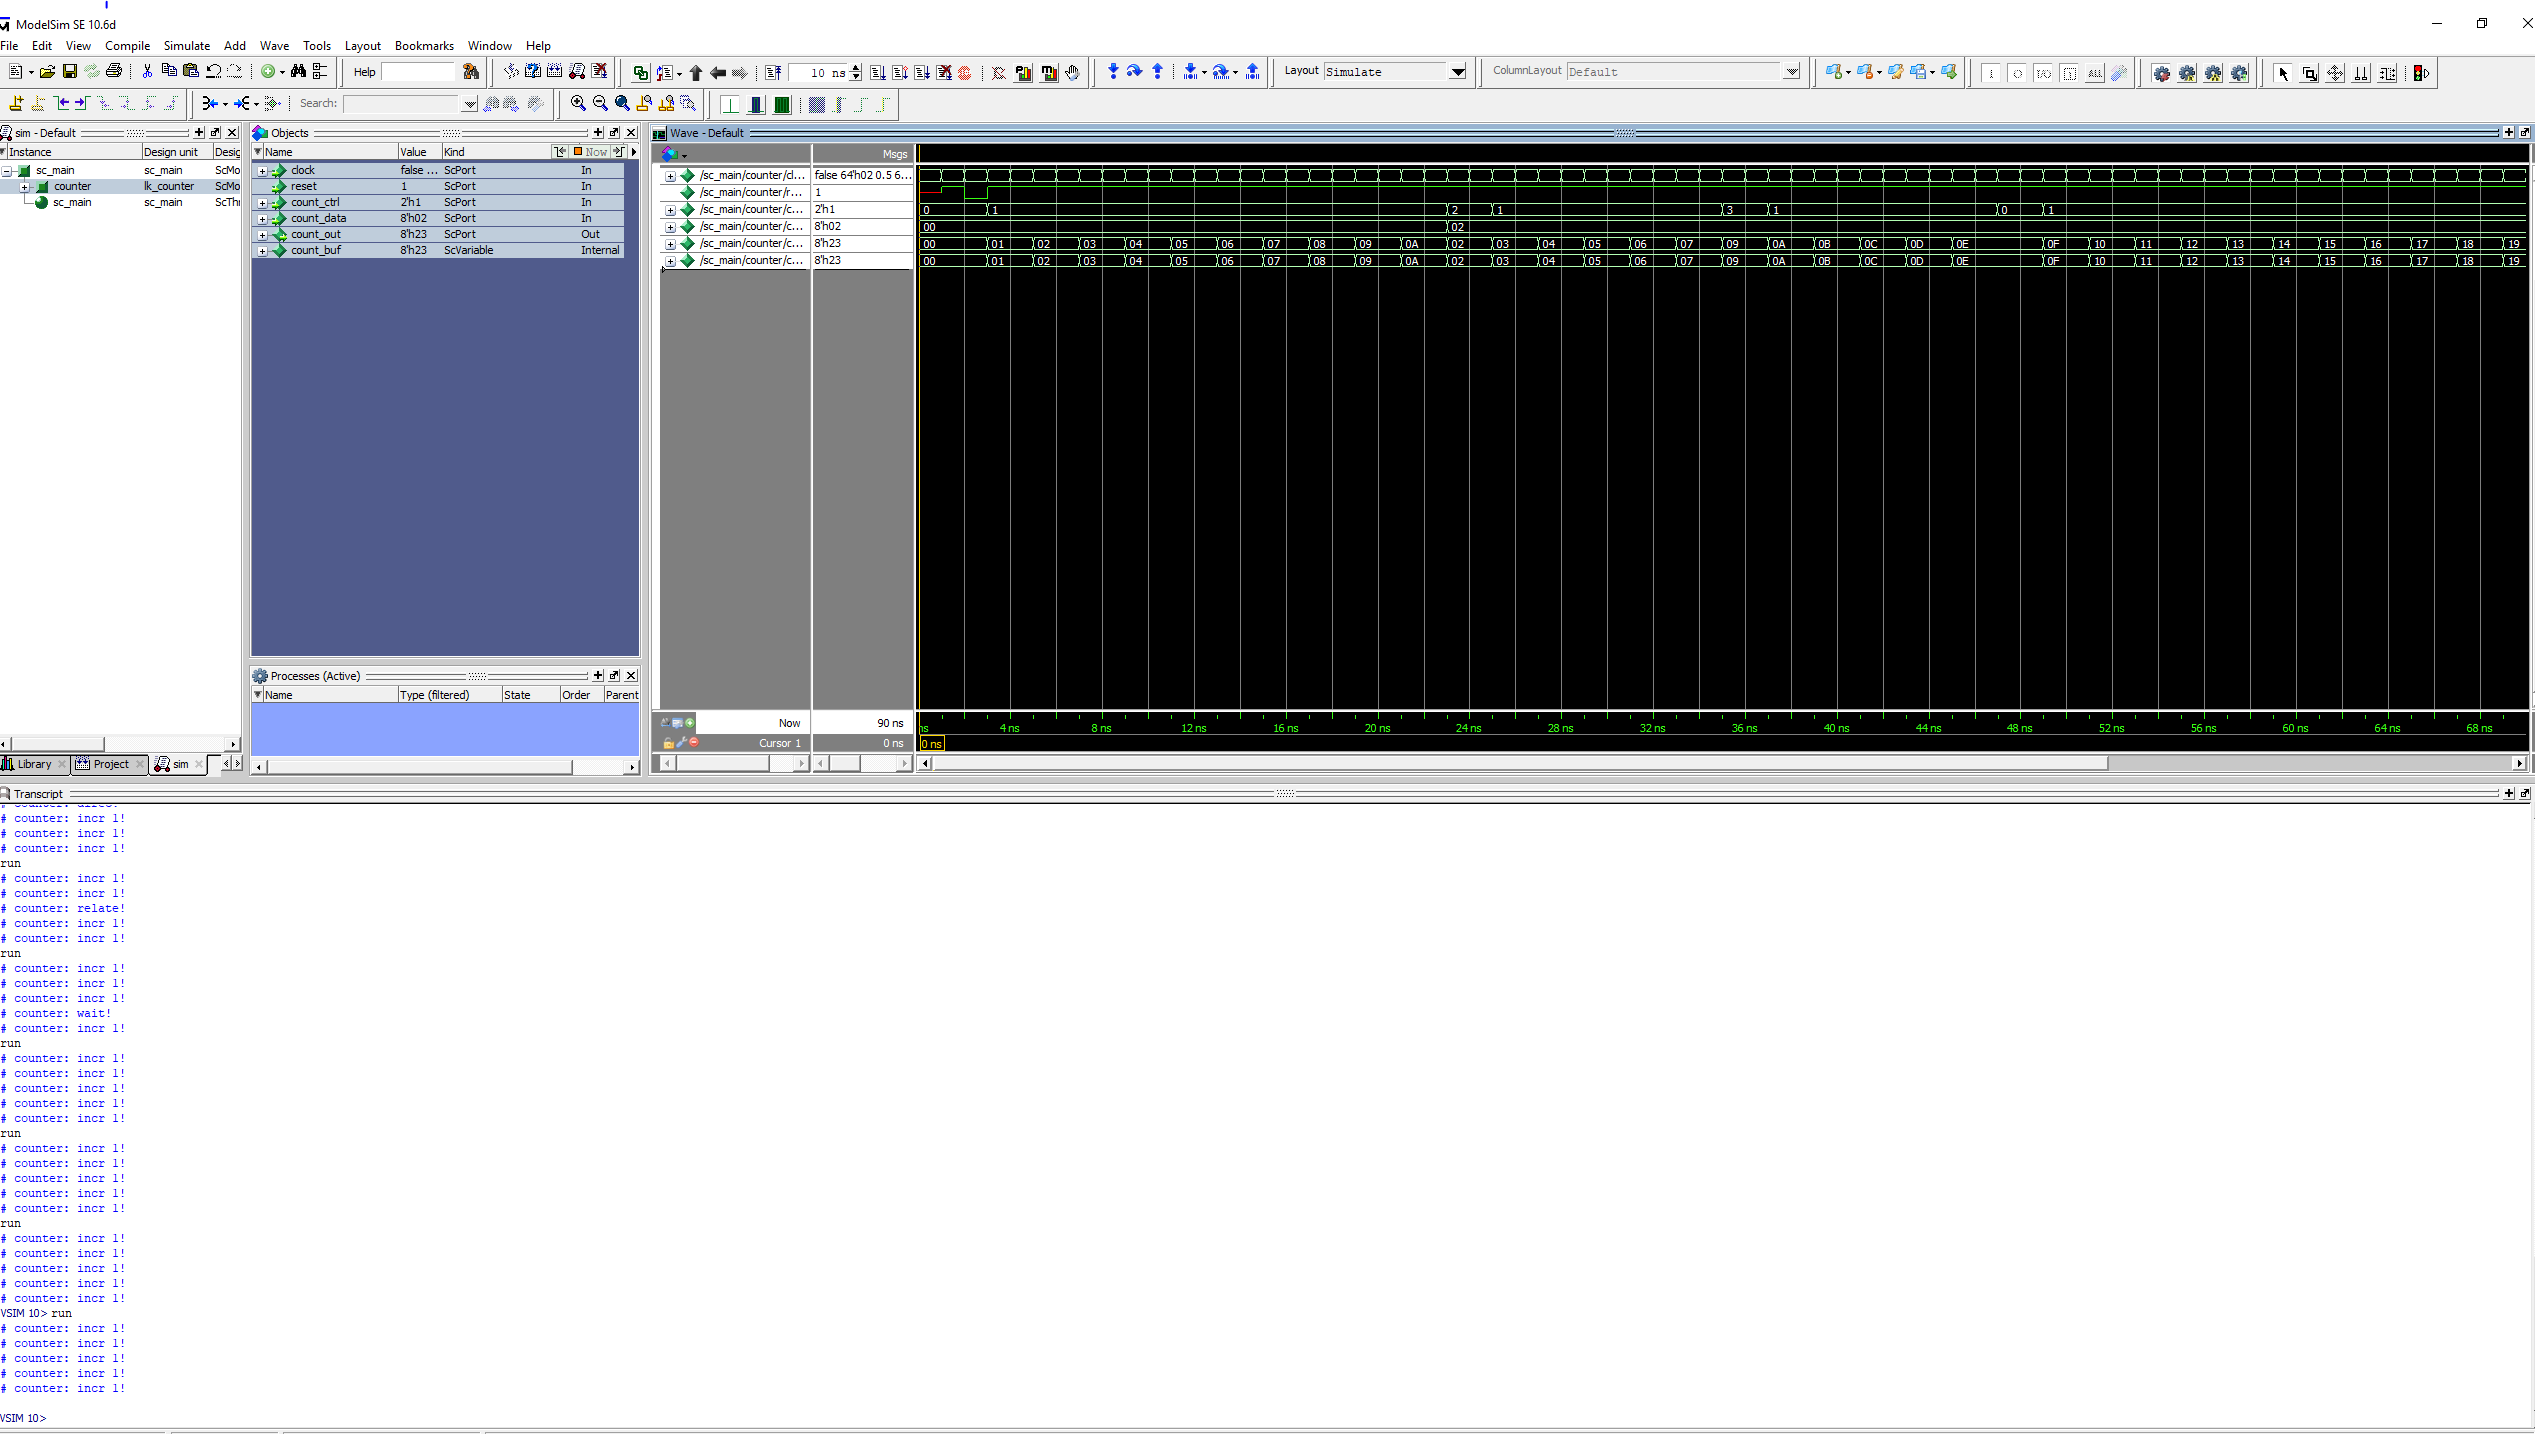 ModelSim SE 10.6d
File Edit View Compile Simulate Add Wave Tools Layout Bookmarks Window Help
Help 10 ns Layout Simulate ColumnLayout Default
Search:
sim - Default
Instance Design unit
sc_main sc_main ScMo
counter lk_counter ScMo
sc_main sc_main ScThr
Library Project sim
Objects
Name Value Kind Now
clock false ... ScPort In
reset 1 ScPort In
count_ctrl 2'h1 ScPort In
count_data 8'h02 ScPort In
count_out 8'h23 ScPort Out
count_buf 8'h23 ScVariable Internal
Processes (Active)
Name Type (filtered) State Order Parent
Wave - Default
Msgs
/sc_main/counter/cl... false 64'h02 0.5 6...
/sc_main/counter/r... 1
/sc_main/counter/c... 2'h1 0 1 2 1 3 1 0 1
/sc_main/counter/c... 8'h02 00 02
/sc_main/counter/c... 8'h23 00 01 02 03 04 05 06 07 08 09 0A 02 03 04 05 06 07 09 0A 0B 0C 0D 0E 0F 10 11 12 13 14 15 16 17 18 19
/sc_main/counter/c... 8'h23 00 01 02 03 04 05 06 07 08 09 0A 02 03 04 05 06 07 09 0A 0B 0C 0D 0E 0F 10 11 12 13 14 15 16 17 18 19
Now 90 ns 4 ns 8 ns 12 ns 16 ns 20 ns 24 ns 28 ns 32 ns 36 ns 40 ns 44 ns 48 ns 52 ns 56 ns 60 ns 64 ns 68 ns
Cursor 1 0 ns 0 ns
Transcript
# counter: incr 1!
# counter: incr 1!
# counter: incr 1!
run
# counter: incr 1!
# counter: incr 1!
# counter: relate!
# counter: incr 1!
# counter: incr 1!
run
# counter: incr 1!
# counter: incr 1!
# counter: incr 1!
# counter: wait!
# counter: incr 1!
run
# counter: incr 1!
# counter: incr 1!
# counter: incr 1!
# counter: incr 1!
# counter: incr 1!
run
# counter: incr 1!
# counter: incr 1!
# counter: incr 1!
# counter: incr 1!
# counter: incr 1!
run
# counter: incr 1!
# counter: incr 1!
# counter: incr 1!
# counter: incr 1!
# counter: incr 1!
VSIM 10> run
# counter: incr 1!
# counter: incr 1!
# counter: incr 1!
# counter: incr 1!
# counter: incr 1!
VSIM 10>